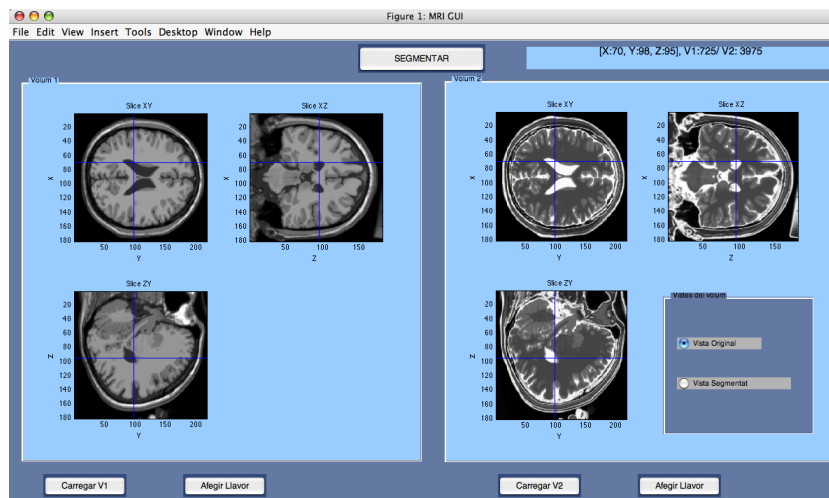 Figure 1: MRI GUI
File Edit View Insert Tools Desktop Window Help
SEGMENTAR
[X:70, Y:98, Z:95], V1:725/ V2: 3975
Volum 1
Slice XY
20
40
60
80
100
120
140
160
180
X
50 100 150 200
Y
Slice XZ
20
40
60
80
100
120
140
160
180
X
50 100 150
Z
Slice ZY
20
40
60
80
100
120
140
160
180
Z
50 100 150 200
Y
Volum 2
Slice XY
20
40
60
80
100
120
140
160
180
X
50 100 150 200
Y
Slice XZ
20
40
60
80
100
120
140
160
180
X
50 100 150
Z
Slice ZY
20
40
60
80
100
120
140
160
180
Z
50 100 150 200
Y
Vistes del volum
Vista Original
Vista Segmentat
Carregar V1
Afegir Llavor
Carregar V2
Afegir Llavor